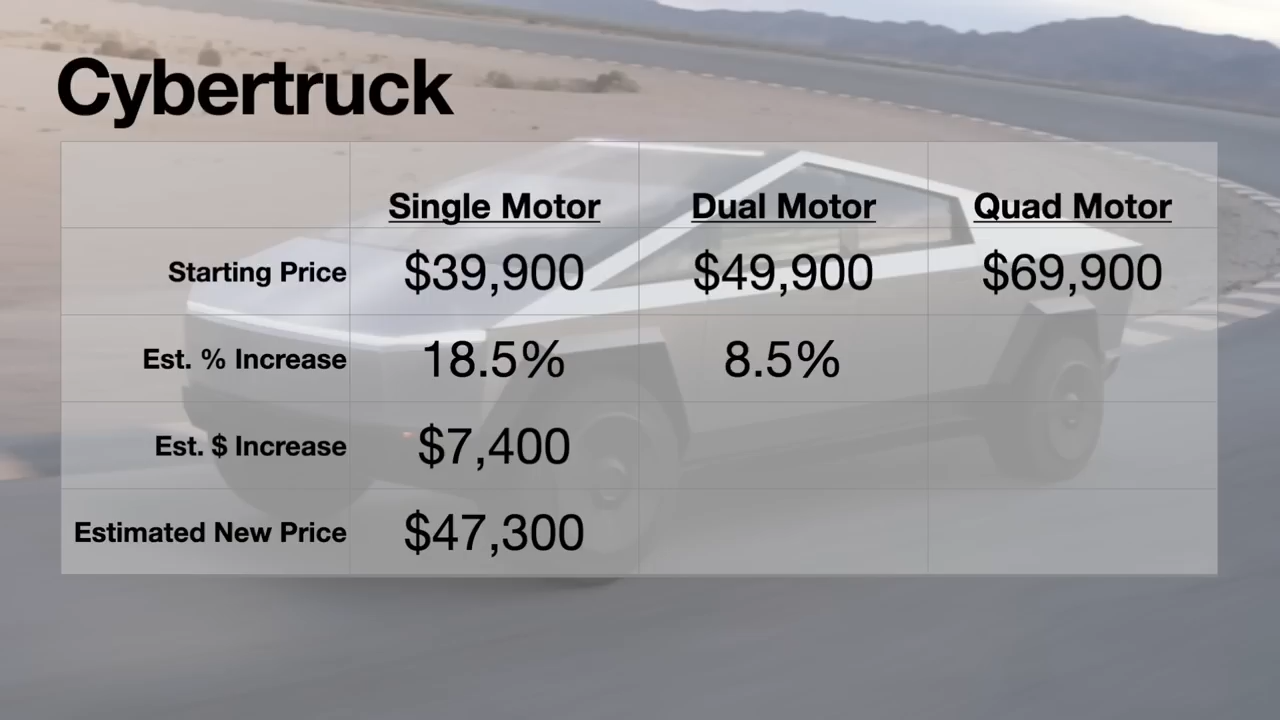 Cybertruck
Single Motor Dual Motor Quad Motor
Starting Price $39,900 $49,900 $69,900
Est. % Increase 18.5% 8.5%
Est. $ Increase $7,400
Estimated New Price $47,300